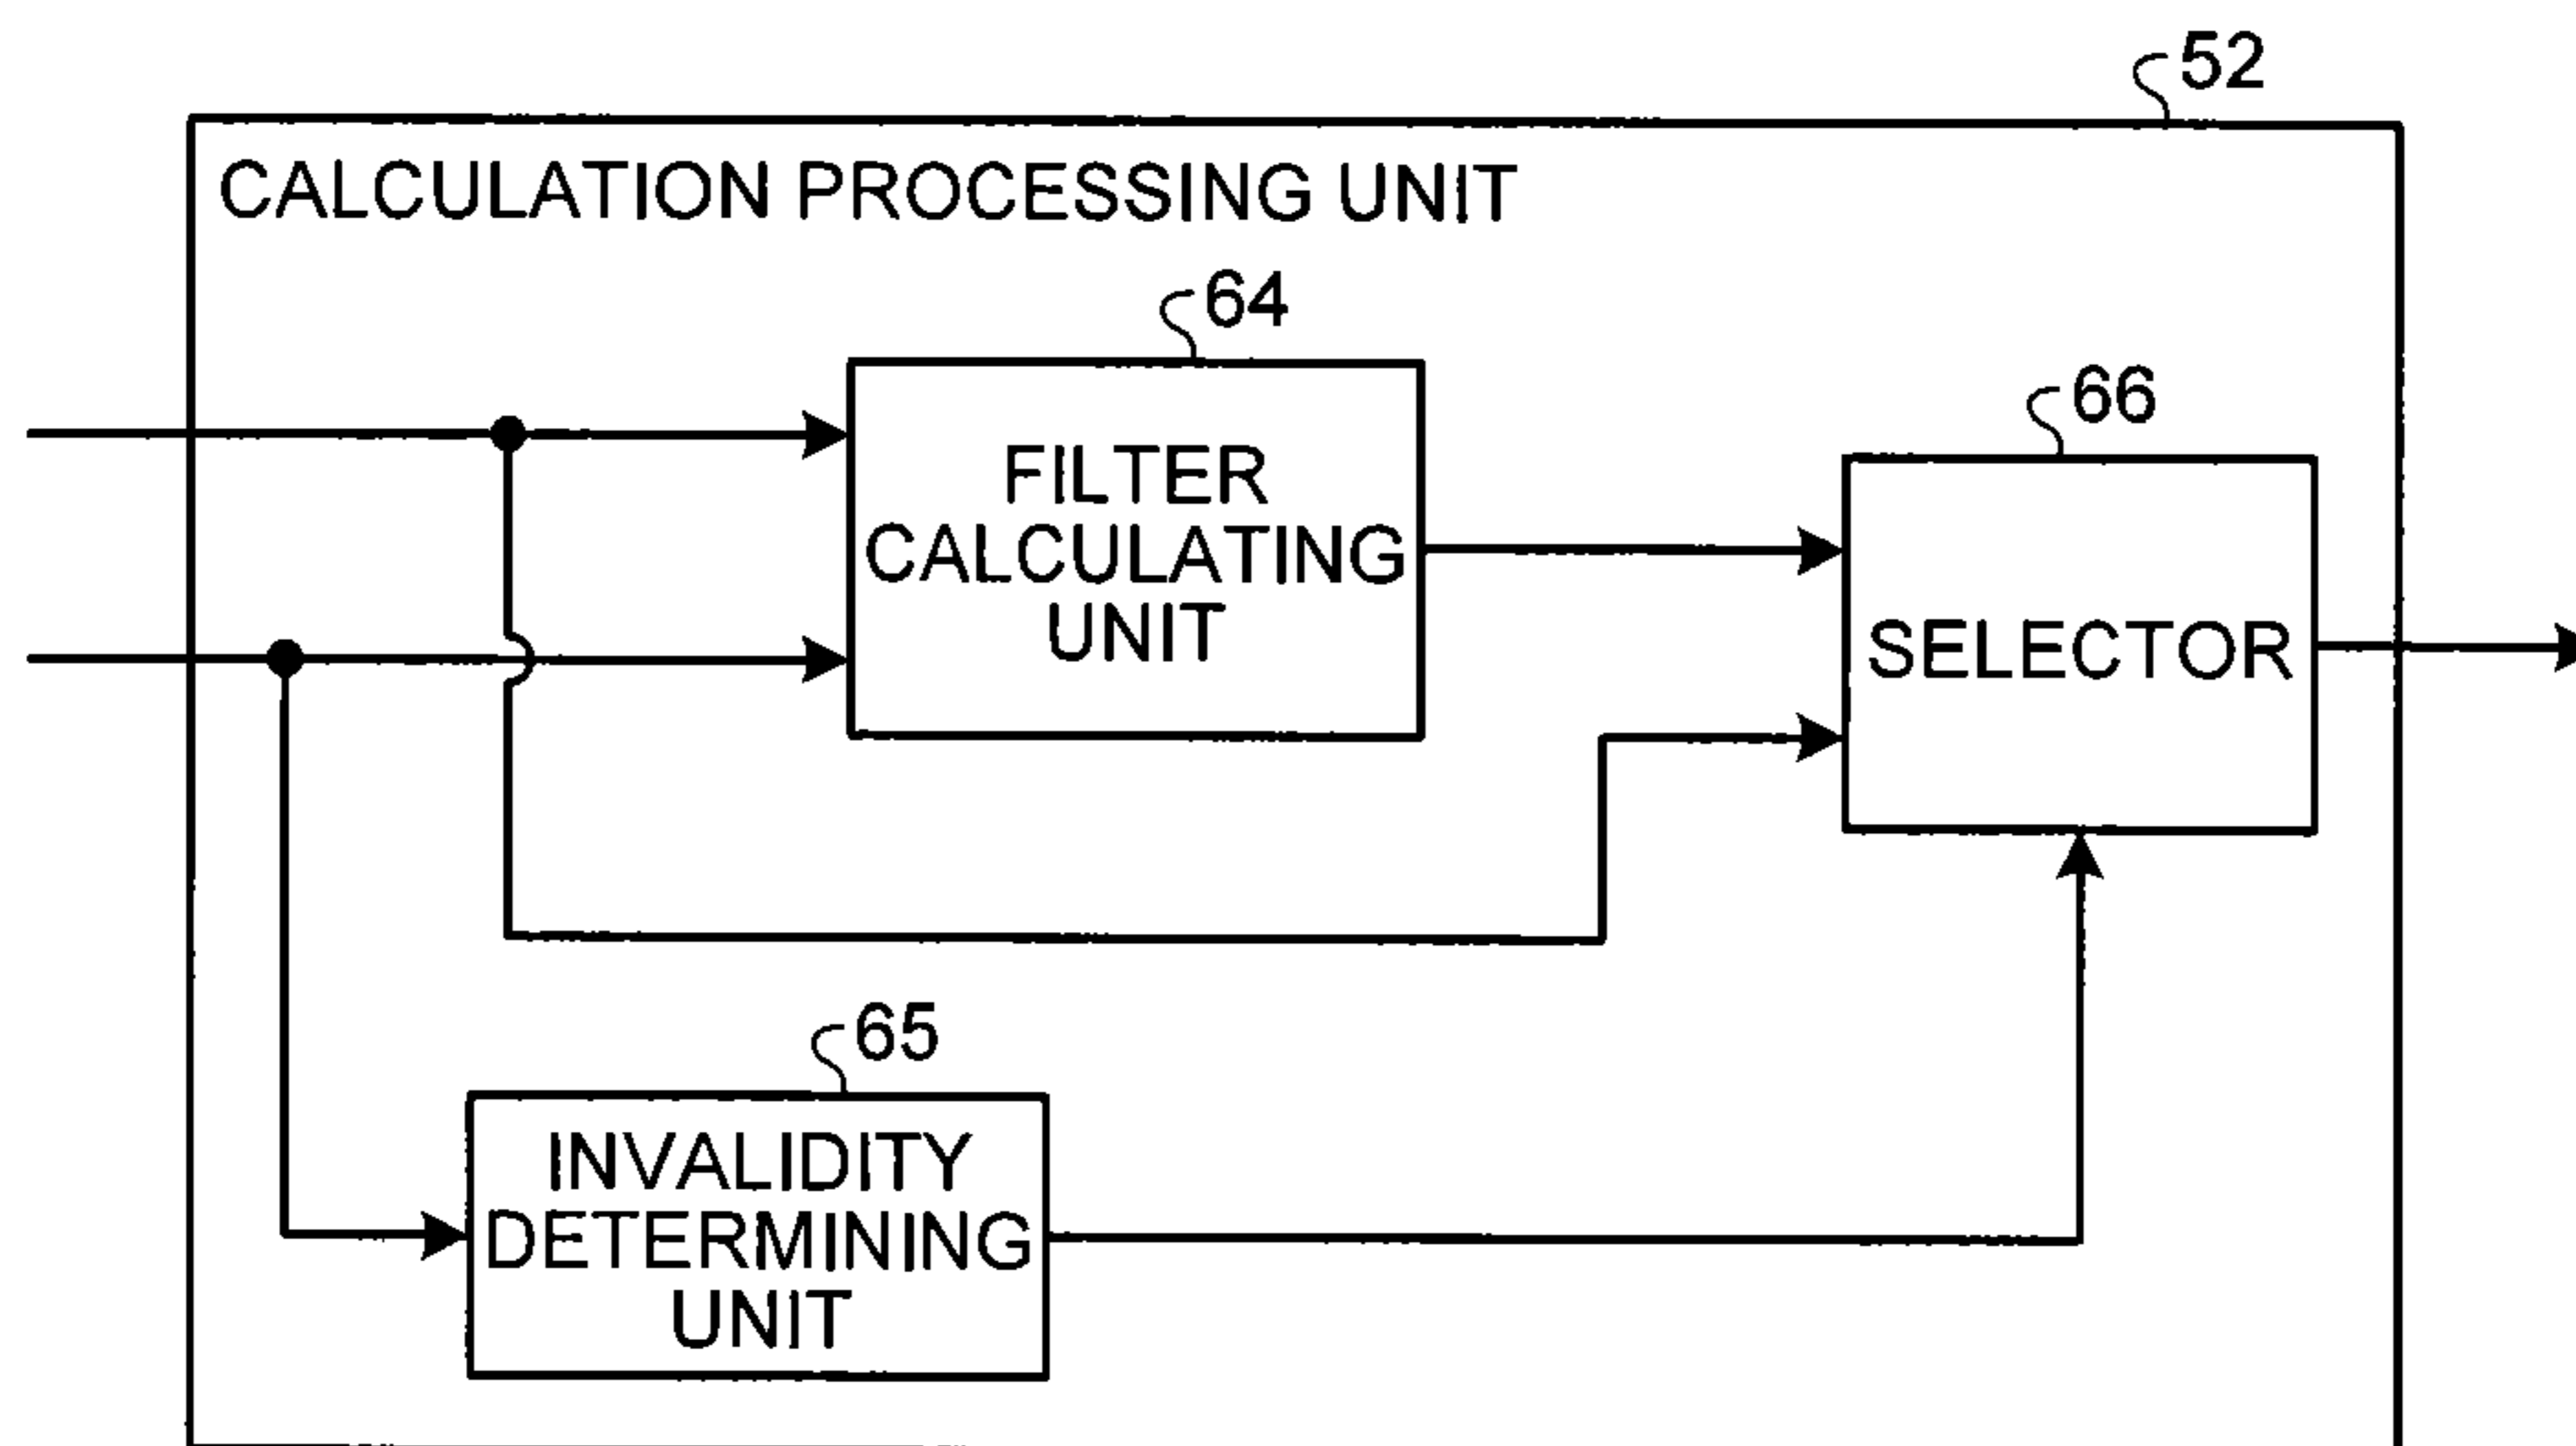 52
CALCULATION PROCESSING UNIT
64
FILTER
CALCULATING
UNIT
66
SELECTOR
65
INVALIDITY
DETERMINING
UNIT